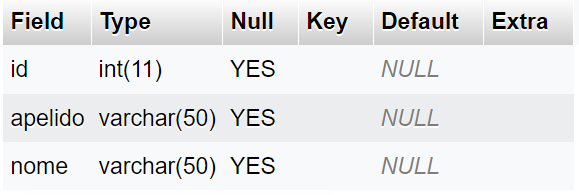 Field Type Null Key Default Extra
id int(11) YES NULL
apelido varchar(50) YES NULL
nome varchar(50) YES NULL